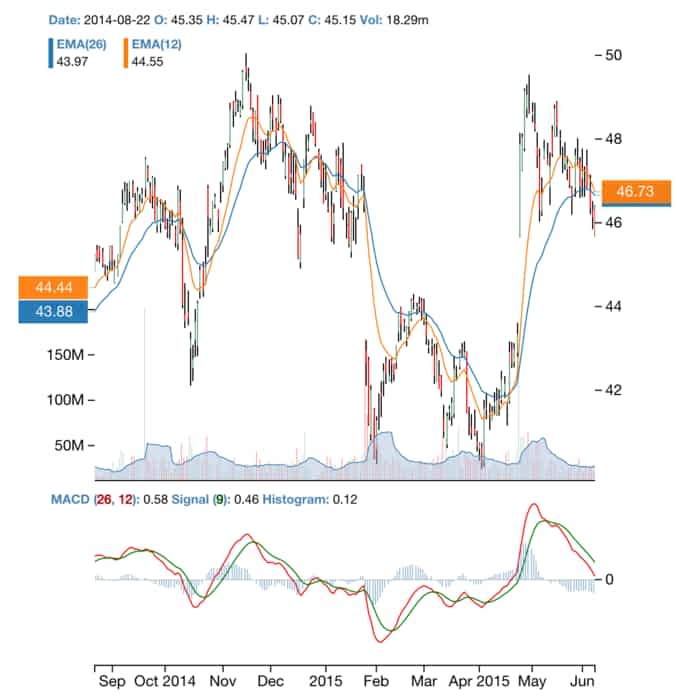 Date: 2014-08-22 O: 45.35 H: 45.47 L: 45.07 C: 45.15 Vol: 18.29m
EMA(26) EMA(12)
43.97 44.55
50
48
46.73
46
44.44
43.88
44
150M
42
100M
50M
MACD (26, 12): 0.58 Signal (9): 0.46 Histogram: 0.12
0
Sep Oct 2014 Nov Dec 2015 Feb Mar Apr 2015 May Jun